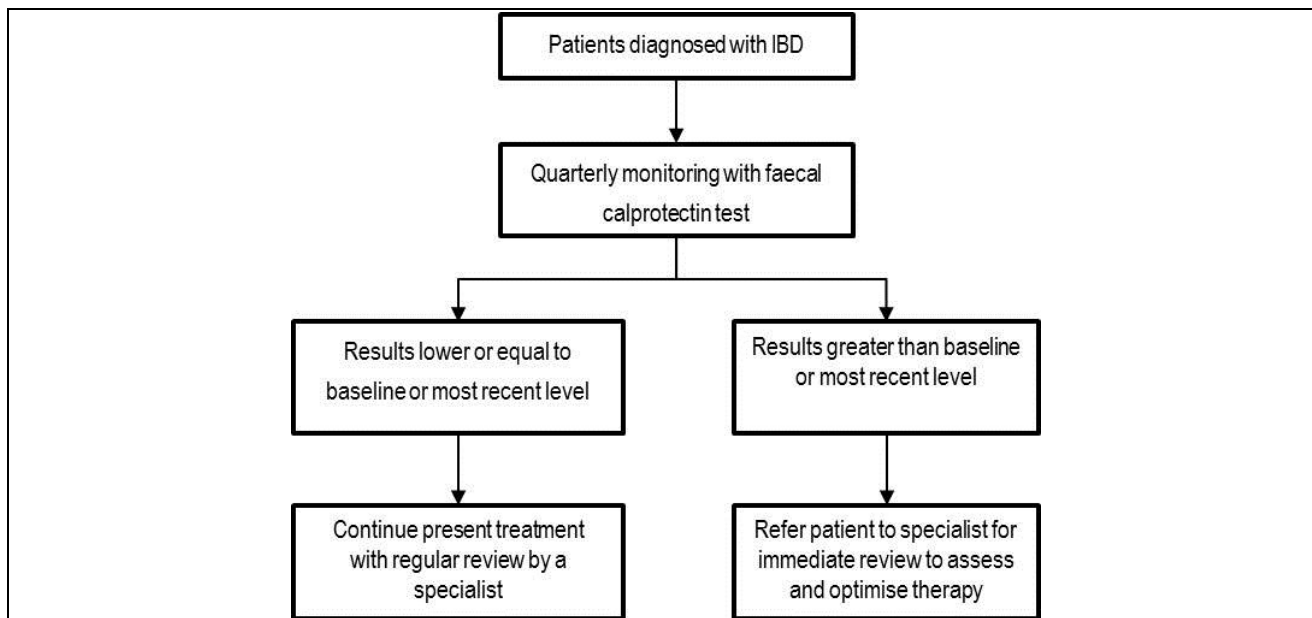 Patients diagnosed with IBD
Quarterly monitoring with faecal
calprotectin test
Results lower or equal to
baseline or most recent level
Results greater than baseline
or most recent level
Continue present treatment
with regular review by a
specialist
Refer patient to specialist for
immediate review to assess
and optimise therapy